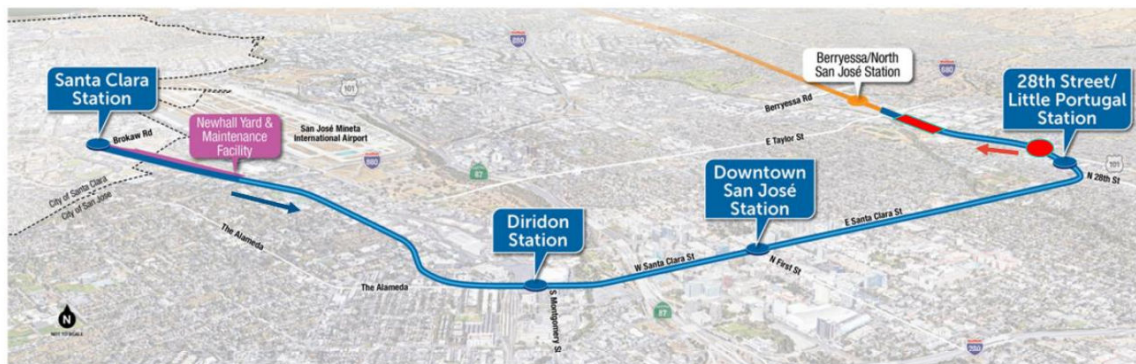 Santa Clara
Station
Brokaw Rd
Newhall Yard &
Maintenance
Facility
San José Mineta
International Airport
City of Santa Clara
City of San Jose
The Alameda
The Alameda
Diridon
Station
S Montgomery St
W Santa Clara St
Downtown
San José
Station
N First St
E Santa Clara St
E Taylor St
Berryessa Rd
Berryessa/North
San José Station
28th Street/
Little Portugal
Station
N 28th St
101
101
880
880
87
87
680
280
N
NOT TO SCALE